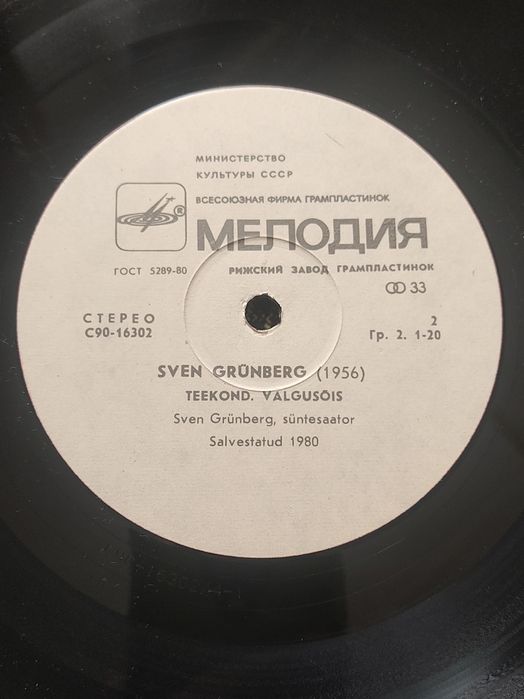 МИНИСТЕРСТВО
КУЛЬТУРЫ СССР
ВСЕСОЮЗНАЯ ФИРМА ГРАМПЛАСТИНОК
® МЕЛОДИЯ
ГОСТ 5289-80 РИЖСКИЙ ЗАВОД ГРАМПЛАСТИНОК
33
СТЕРЕО 2
С90-16302 Гр. 2. 1-20
SVEN GRÜNBERG (1956)
TEEKOND. VALGUSÕIS
Sven Grünberg, süntesaator
Salvestatud 1980